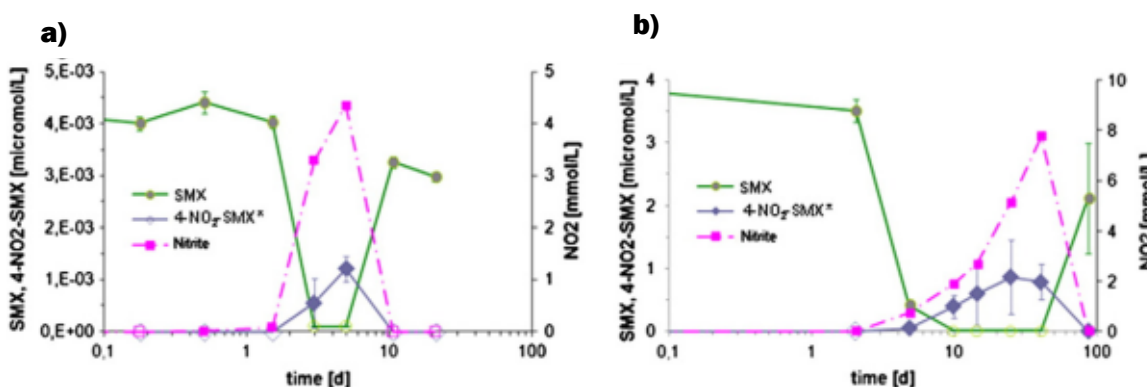 a)
SMX, 4-NO2-SMX [micromol/L]
5,E-03
5,E-03
4,E-03
3,E-03
2,E-03
1,E-03
0,E+00
SMX
4-NO₂-SMX*
Nitrite
5
4
3
2
1
0
NO2 [mmol/L]
0,1
1
10
100
time [d]
b)
SMX, 4-NO2-SMX [micromol/L]
4
3
2
1
0
SMX
4-NO₂-SMX*
Nitrite
10
8
6
4
2
0
0,1
1
10
100
time [d]